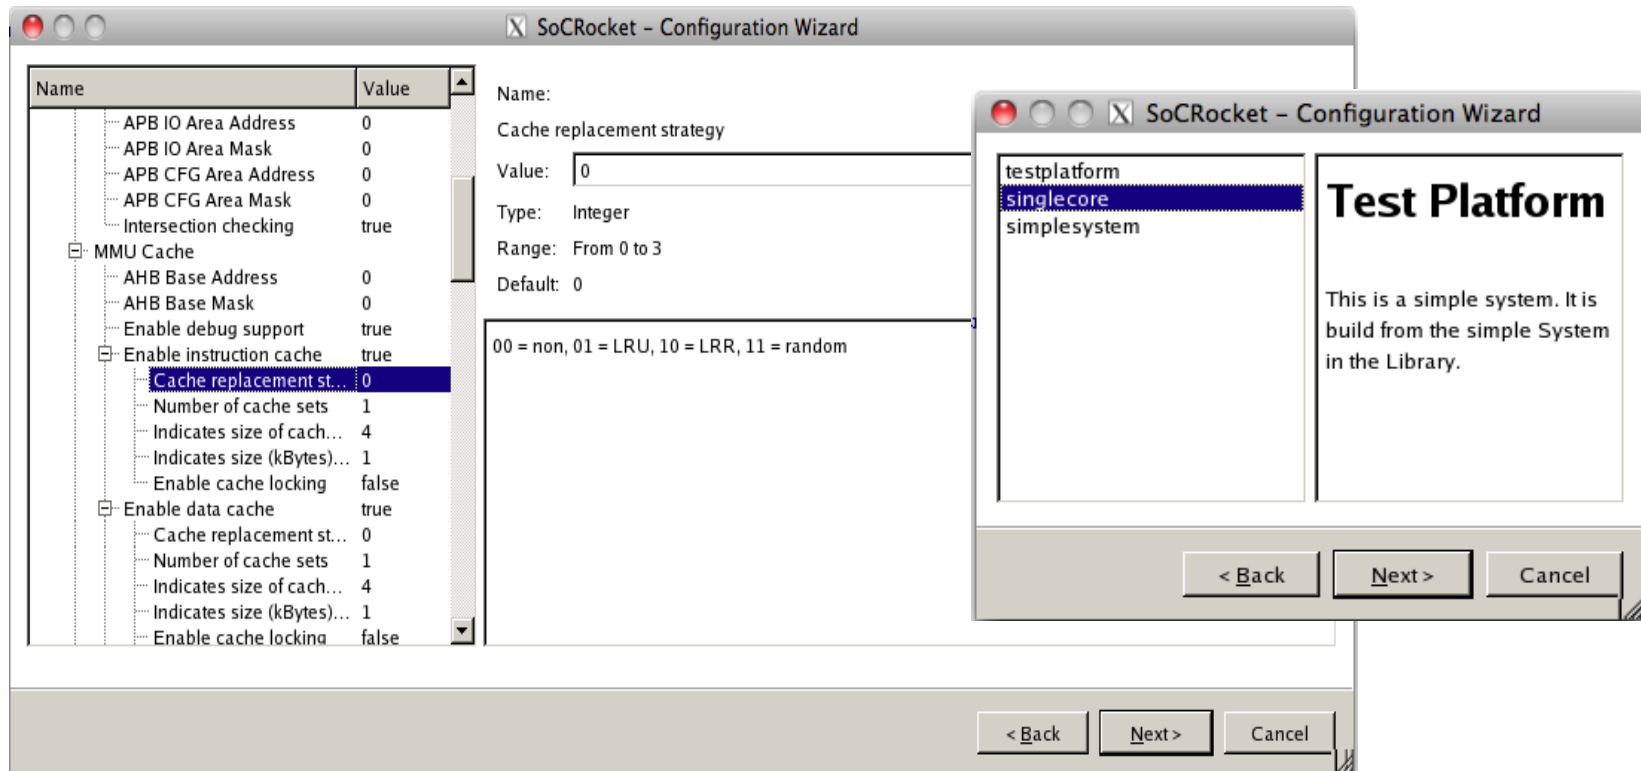 SoCRocket – Configuration Wizard
Name Value
APB IO Area Address 0
APB IO Area Mask 0
APB CFG Area Address 0
APB CFG Area Mask 0
Intersection checking true
MMU Cache
AHB Base Address 0
AHB Base Mask 0
Enable debug support true
Enable instruction cache true
Cache replacement st... 0
Number of cache sets 1
Indicates size of cach... 4
Indicates size (kBytes)... 1
Enable cache locking false
Enable data cache true
Cache replacement st... 0
Number of cache sets 1
Indicates size of cach... 4
Indicates size (kBytes)... 1
Enable cache locking false
Name:
Cache replacement strategy
Value: 0
Type: Integer
Range: From 0 to 3
Default: 0
00 = non, 01 = LRU, 10 = LRR, 11 = random
< Back Next > Cancel
SoCRocket – Configuration Wizard
testplatform
singlecore
simplesystem
Test Platform
This is a simple system. It is
build from the simple System
in the Library.
< Back Next > Cancel